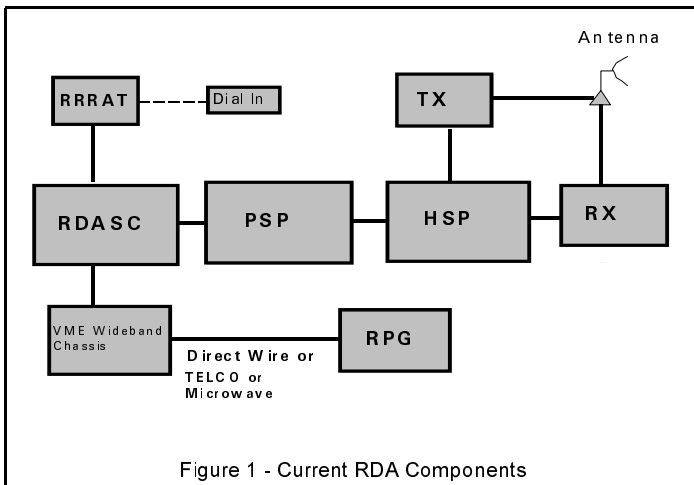 Antenna
RRRAT
Dial In
TX
RDASC
PSP
HSP
RX
VME Wideband
Chassis
RPG
Direct Wire or
TELCO or
Microwave
Figure 1 - Current RDA Components